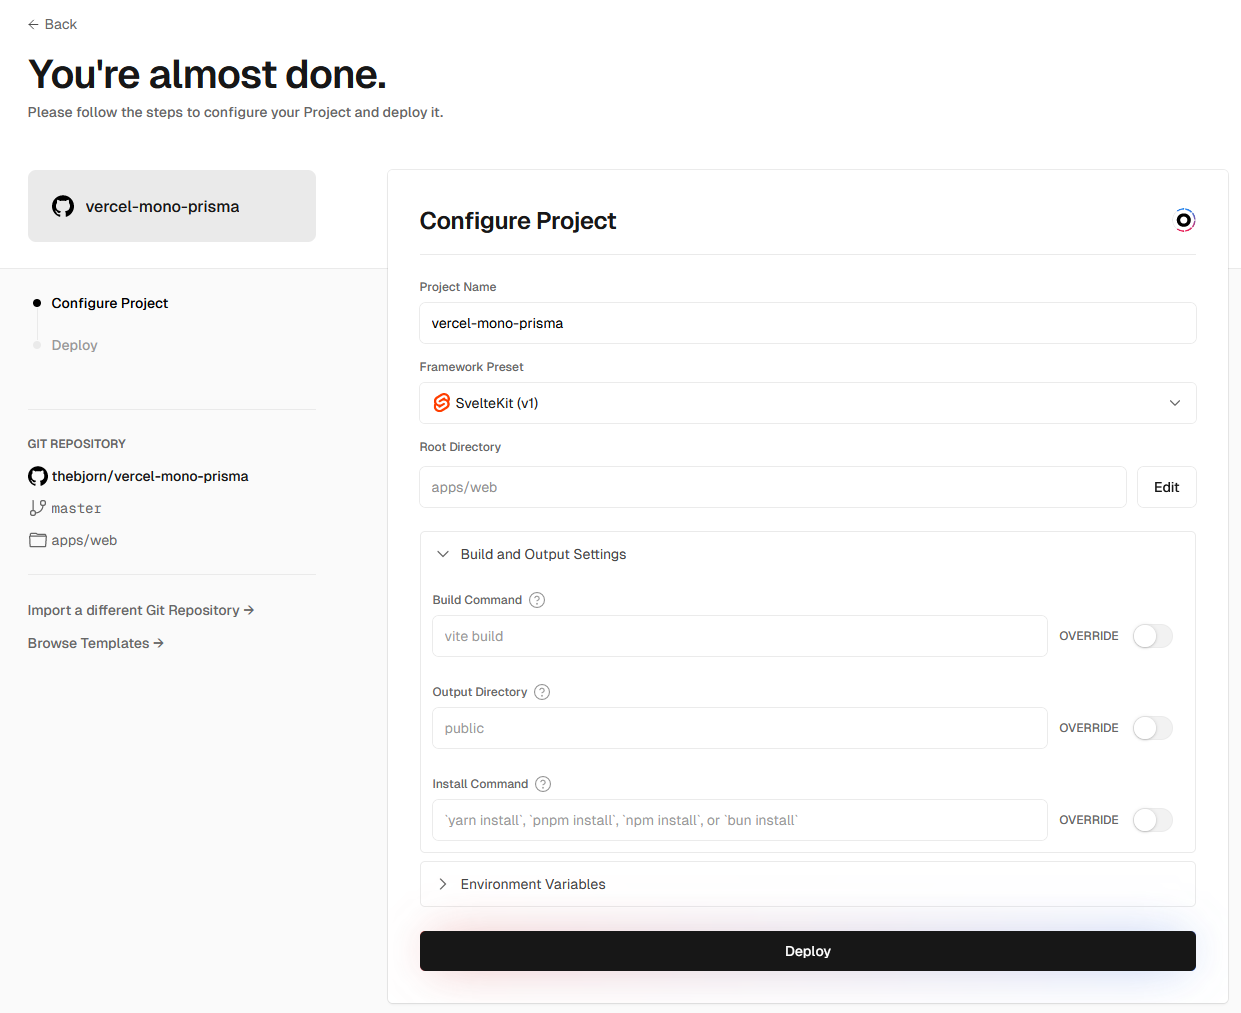 ← Back
You're almost done.
Please follow the steps to configure your Project and deploy it.
vercel-mono-prisma
Configure Project
Deploy
GIT REPOSITORY
thebjorn/vercel-mono-prisma
master
apps/web
Import a different Git Repository →
Browse Templates →
Configure Project
Project Name
vercel-mono-prisma
Framework Preset
SvelteKit (v1)
Root Directory
apps/web
Edit
Build and Output Settings
Build Command ?
vite build
OVERRIDE
Output Directory ?
public
OVERRIDE
Install Command ?
`yarn install`, `pnpm install`, `npm install`, or `bun install`
OVERRIDE
Environment Variables
Deploy